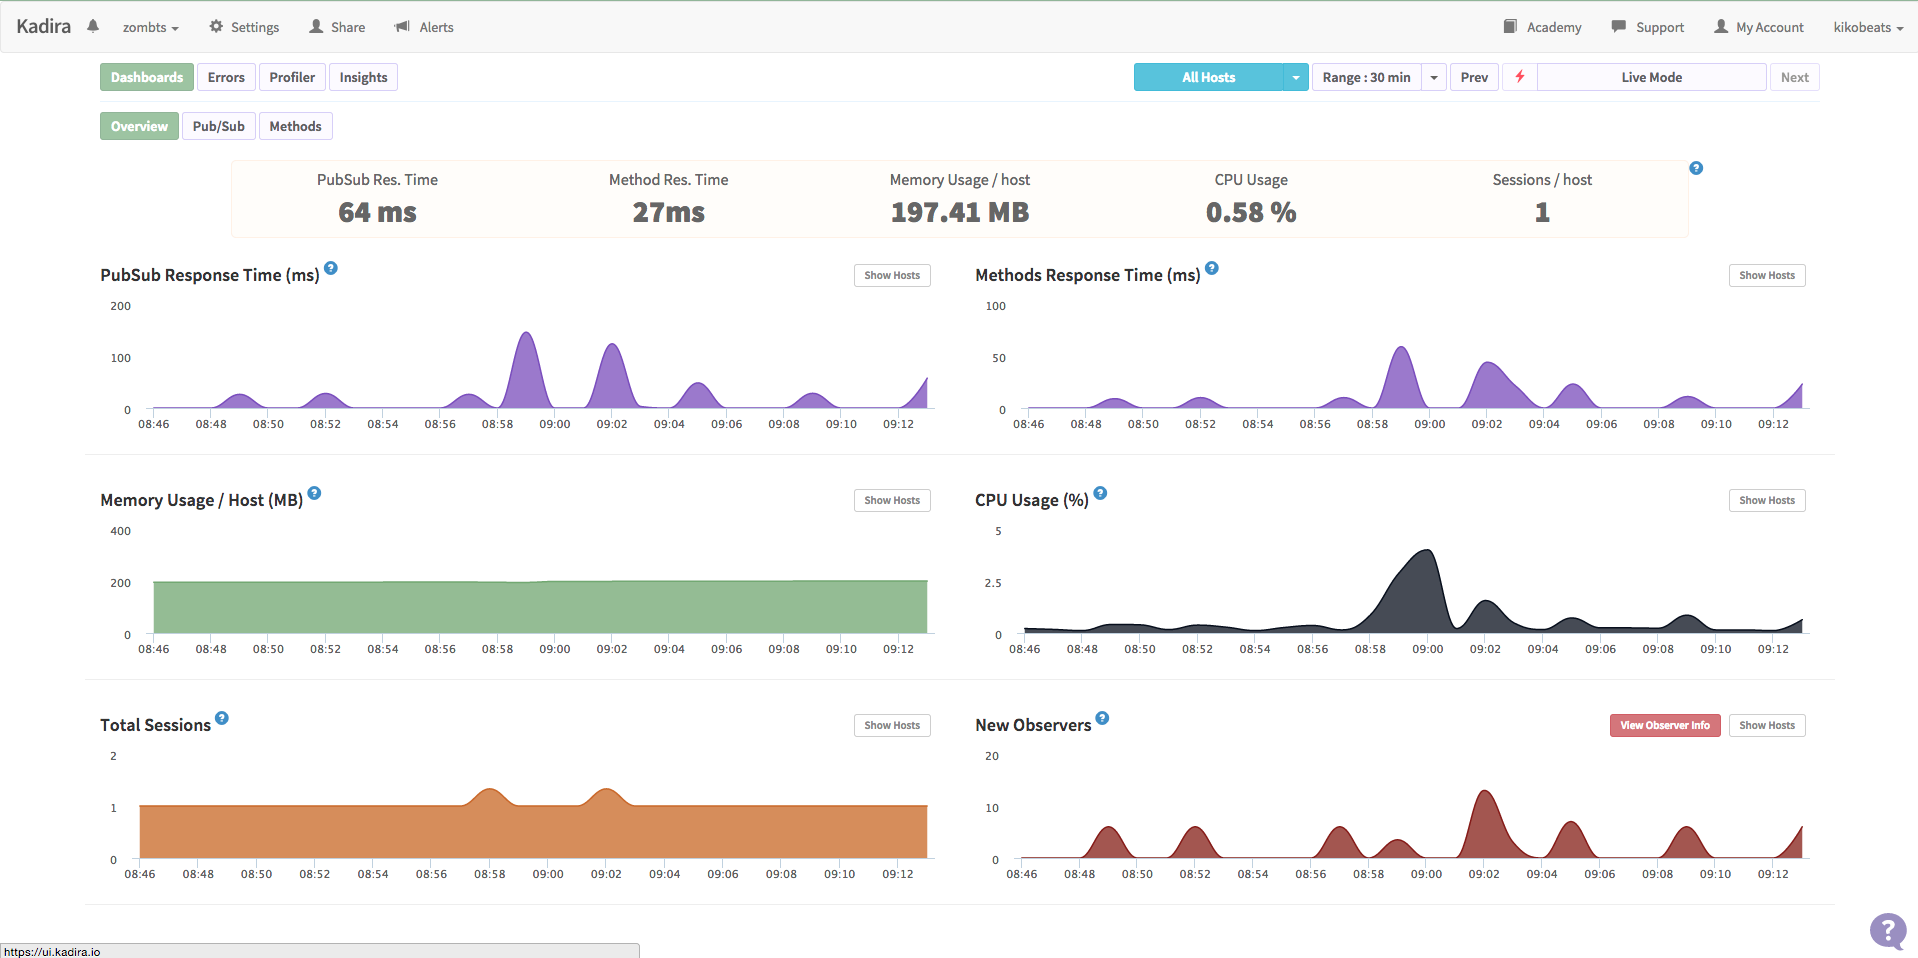 Kadira zombts Settings Share Alerts Academy Support My Account kikobeats
Dashboards Errors Profiler Insights All Hosts Range : 30 min Prev Live Mode Next
Overview Pub/Sub Methods
PubSub Res. Time Method Res. Time Memory Usage / host CPU Usage Sessions / host ?
64 ms 27ms 197.41 MB 0.58 % 1
PubSub Response Time (ms) ? Show Hosts
200
100
0
08:46 08:48 08:50 08:52 08:54 08:56 08:58 09:00 09:02 09:04 09:06 09:08 09:10 09:12
Methods Response Time (ms) ? Show Hosts
100
50
0
08:46 08:48 08:50 08:52 08:54 08:56 08:58 09:00 09:02 09:04 09:06 09:08 09:10 09:12
Memory Usage / Host (MB) ? Show Hosts
400
200
0
08:46 08:48 08:50 08:52 08:54 08:56 08:58 09:00 09:02 09:04 09:06 09:08 09:10 09:12
CPU Usage (%) ? Show Hosts
5
2.5
0
08:46 08:48 08:50 08:52 08:54 08:56 08:58 09:00 09:02 09:04 09:06 09:08 09:10 09:12
Total Sessions ? Show Hosts
2
1
0
08:46 08:48 08:50 08:52 08:54 08:56 08:58 09:00 09:02 09:04 09:06 09:08 09:10 09:12
New Observers ? View Observer Info Show Hosts
20
10
0
08:46 08:48 08:50 08:52 08:54 08:56 08:58 09:00 09:02 09:04 09:06 09:08 09:10 09:12
?
https://ui.kadira.io